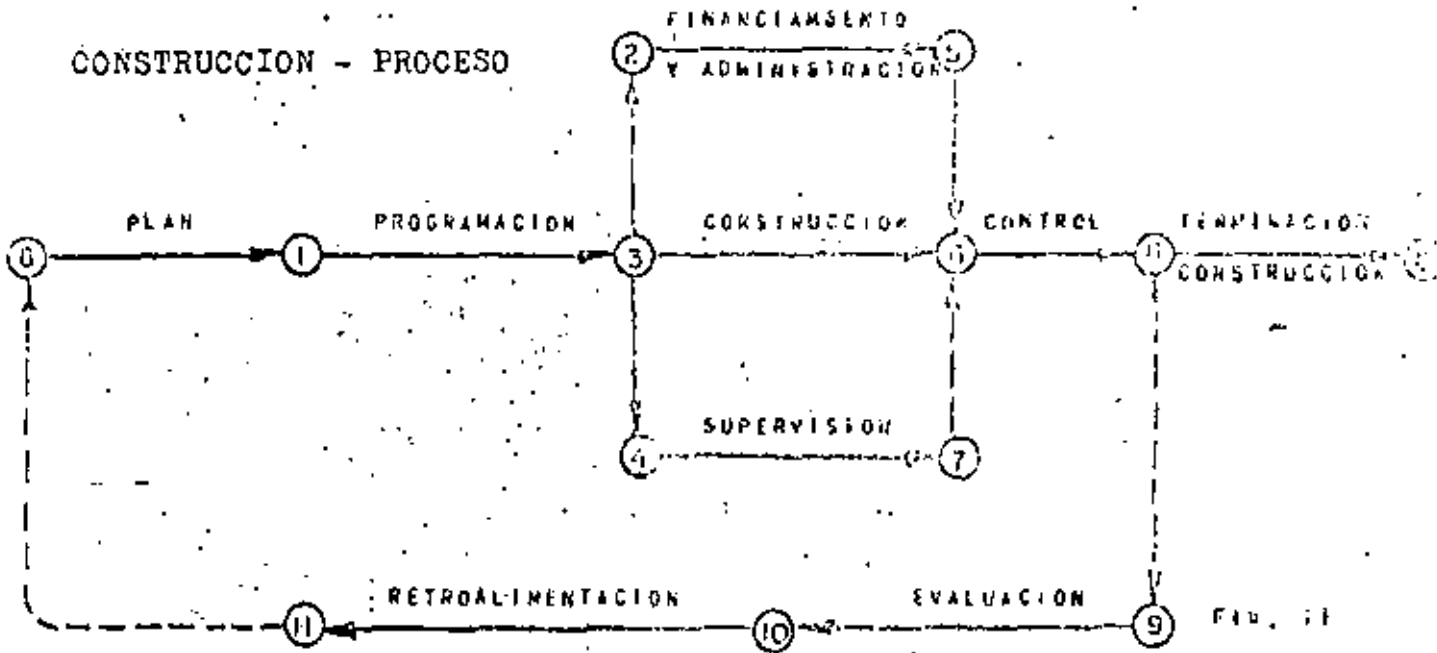 FINANCIAMIENTO
CONSTRUCCION - PROCESO
2
Y ADMINISTRACION
5
PLAN
PROGRAMACION
CONSTRUCCION
CONTROL
TERMINACION
0
1
3
6
8
CONSTRUCCION
SUPERVISION
4
7
RETROALIMENTACION
EVALUACION
11
10
9